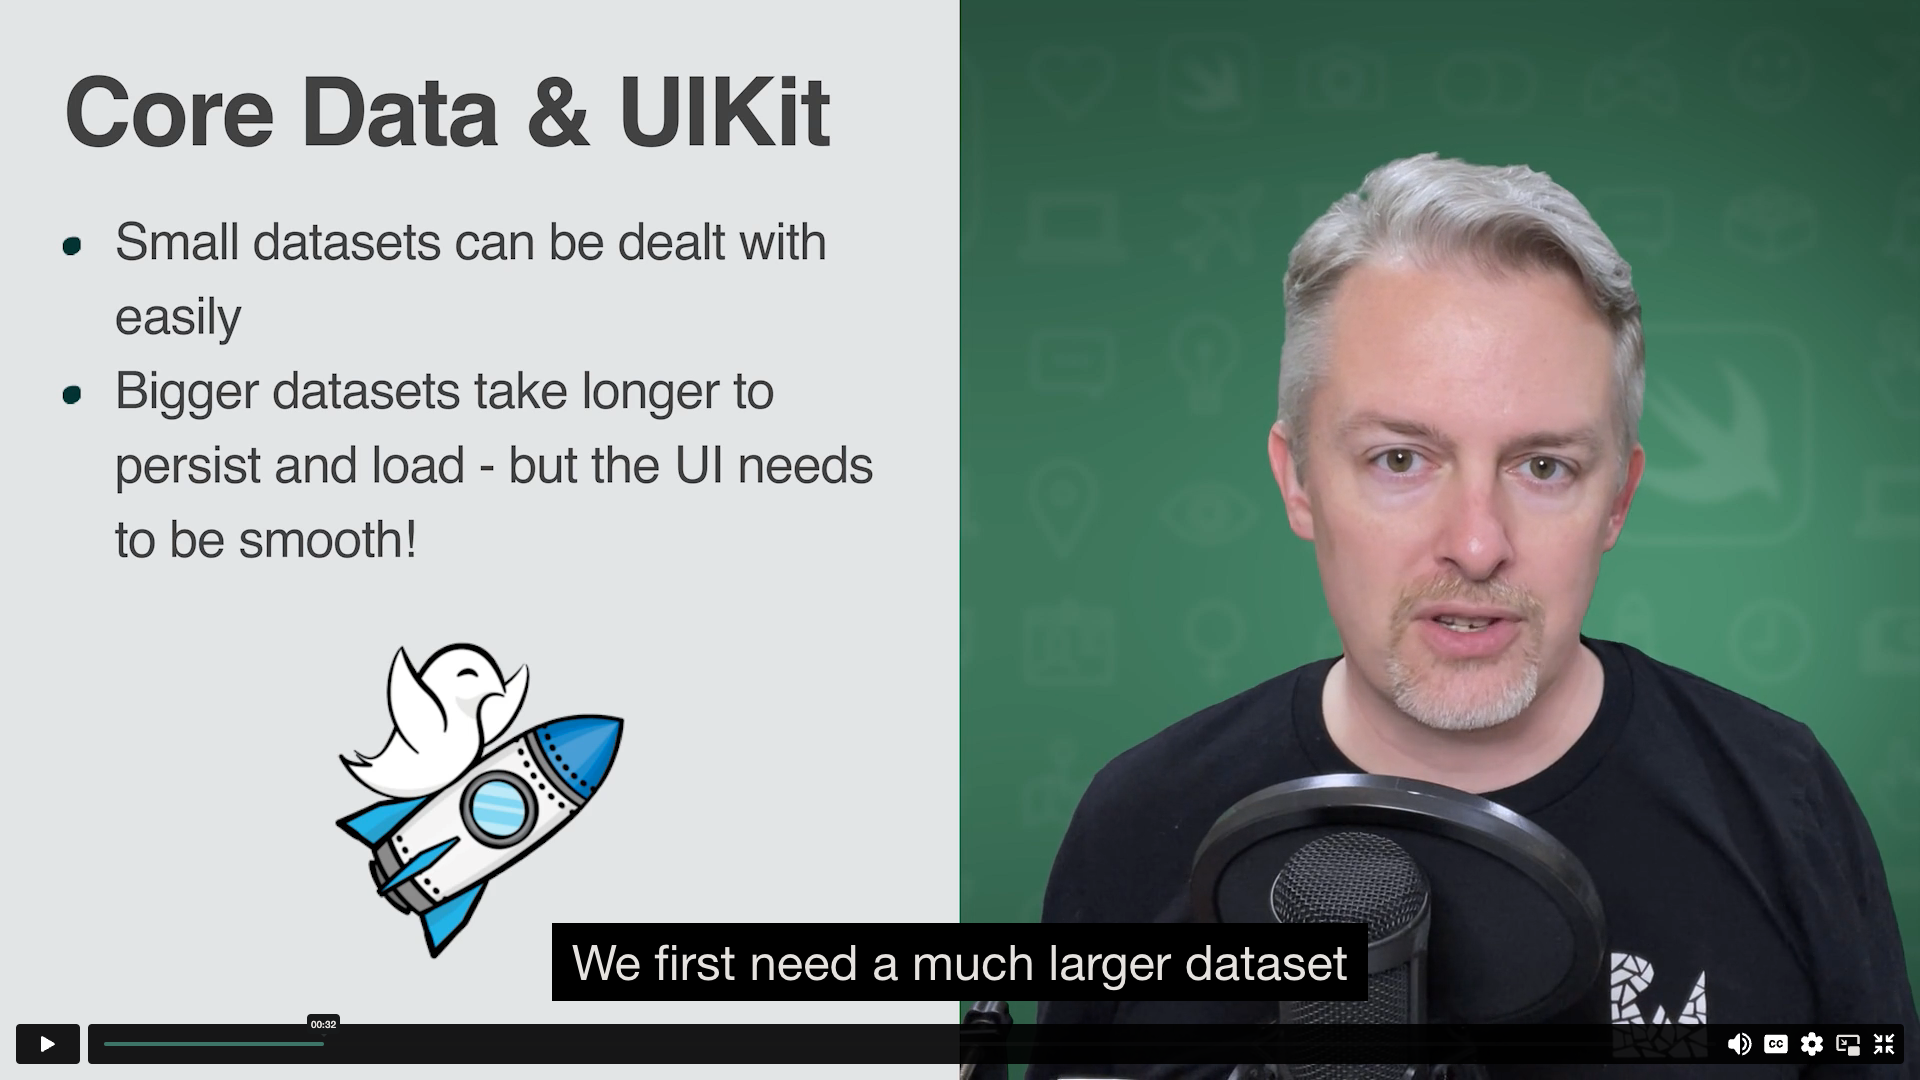 Core Data & UIKit
Small datasets can be dealt with
easily
Bigger datasets take longer to
persist and load - but the UI needs
to be smooth!
We first need a much larger dataset
00:32
CC